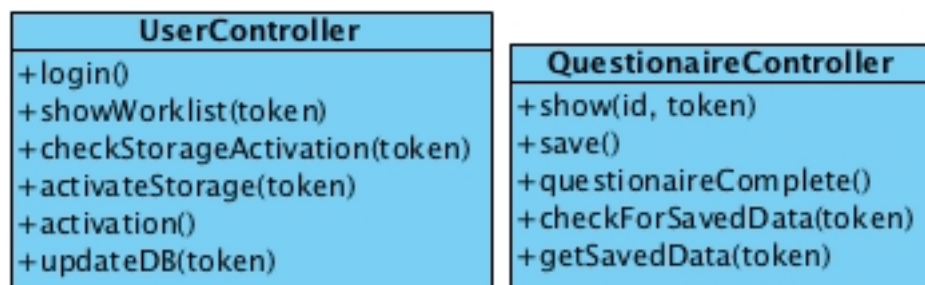 UserController
+login()
+showWorklist(token)
+checkStorageActivation(token)
+activateStorage(token)
+activation()
+updateDB(token)
QuestionaireController
+show(id, token)
+save()
+questionaireComplete()
+checkForSavedData(token)
+getSavedData(token)